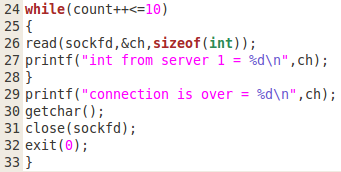 24 while(count++<=10)
25 {
26 read(sockfd,&ch,sizeof(int));
27 printf("int from server 1 = %d\n",ch);
28 }
29 printf("connection is over = %d\n",ch);
30 getchar();
31 close(sockfd);
32 exit(0);
33 }